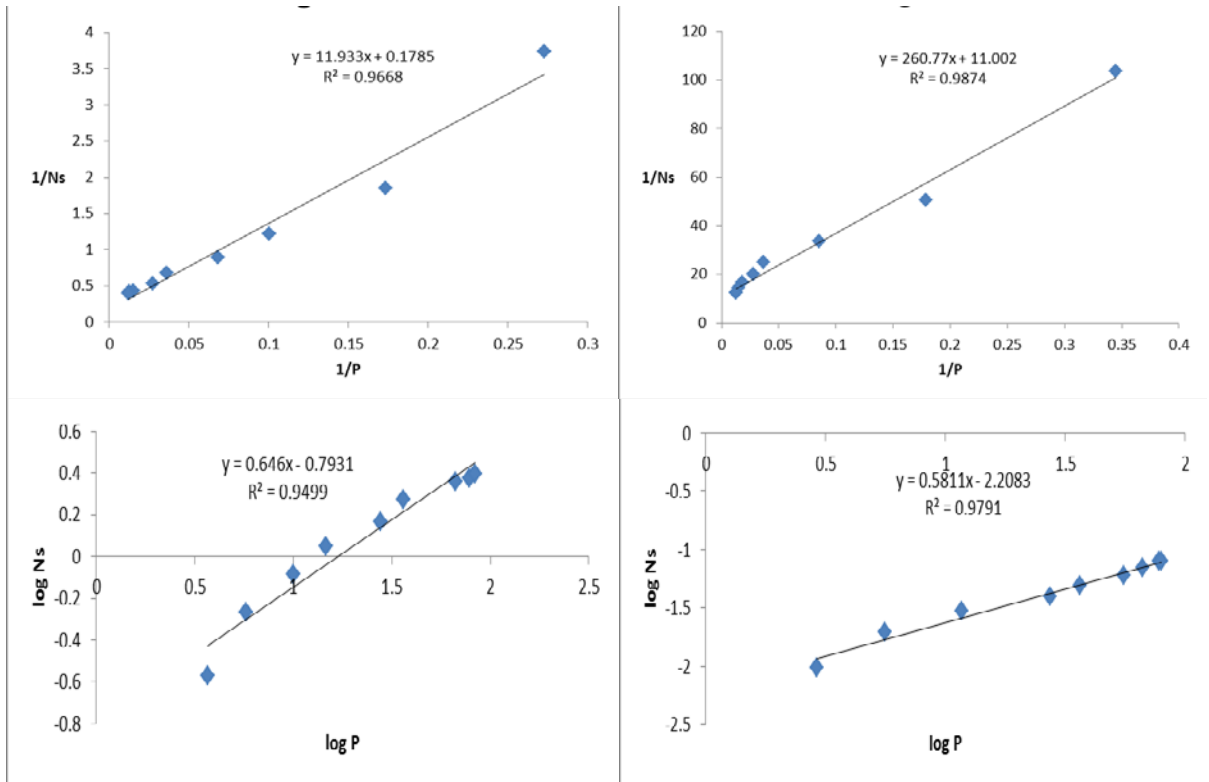 y = 11.933x + 0.1785
R² = 0.9668
4
3.5
3
2.5
2
1.5
1
0.5
0
1/Ns
0 0.05 0.1 0.15 0.2 0.25 0.3
1/P
y = 260.77x + 11.002
R² = 0.9874
120
100
80
60
40
20
0
1/Ns
0 0.05 0.1 0.15 0.2 0.25 0.3 0.35 0.4
1/P
y = 0.646x - 0.7931
R² = 0.9499
0.6
0.4
0.2
0
-0.2
-0.4
-0.6
-0.8
log Ns
0 0.5 1 1.5 2 2.5
log P
0
-0.5
-1
-1.5
-2
-2.5
log Ns
0 0.5 1 1.5 2
y = 0.5811x - 2.2083
R² = 0.9791
log P